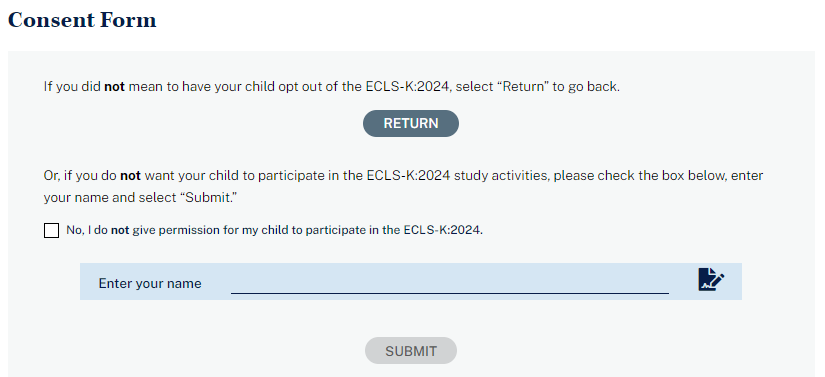 Consent Form
If you did not mean to have your child opt out of the ECLS-K:2024, select “Return” to go back.
RETURN
Or, if you do not want your child to participate in the ECLS-K:2024 study activities, please check the box below, enter
your name and select “Submit.”
No, I do not give permission for my child to participate in the ECLS-K:2024.
Enter your name
SUBMIT